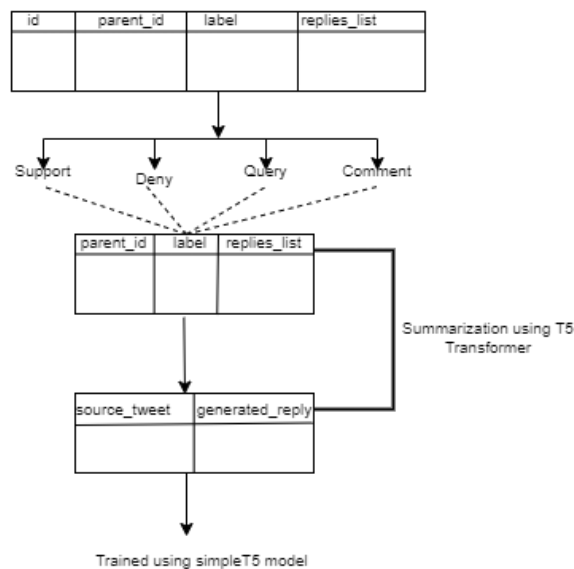 id parent_id label replies_list
Support Deny Query Comment
parent_id label replies_list
Summarization using T5
Transformer
source_tweet generated_reply
Trained using simpleT5 model